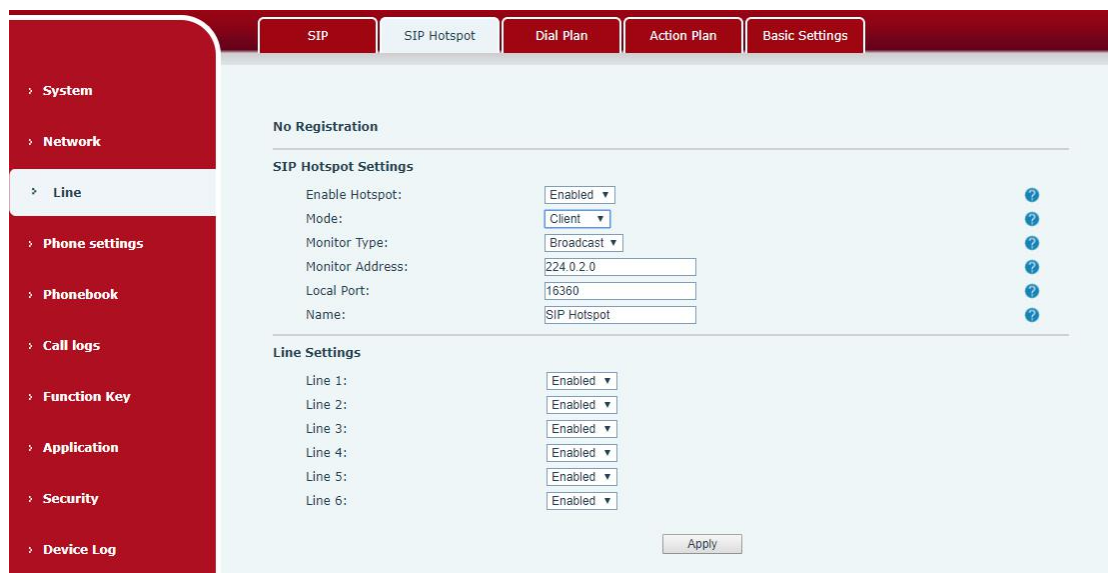 SIP
SIP Hotspot
Dial Plan
Action Plan
Basic Settings
System
Network
Line
Phone settings
Phonebook
Call logs
Function Key
Application
Security
Device Log
No Registration
SIP Hotspot Settings
Enable Hotspot: Enabled
Mode: Client
Monitor Type: Broadcast
Monitor Address: 224.0.2.0
Local Port: 16360
Name: SIP Hotspot
Line Settings
Line 1: Enabled
Line 2: Enabled
Line 3: Enabled
Line 4: Enabled
Line 5: Enabled
Line 6: Enabled
Apply